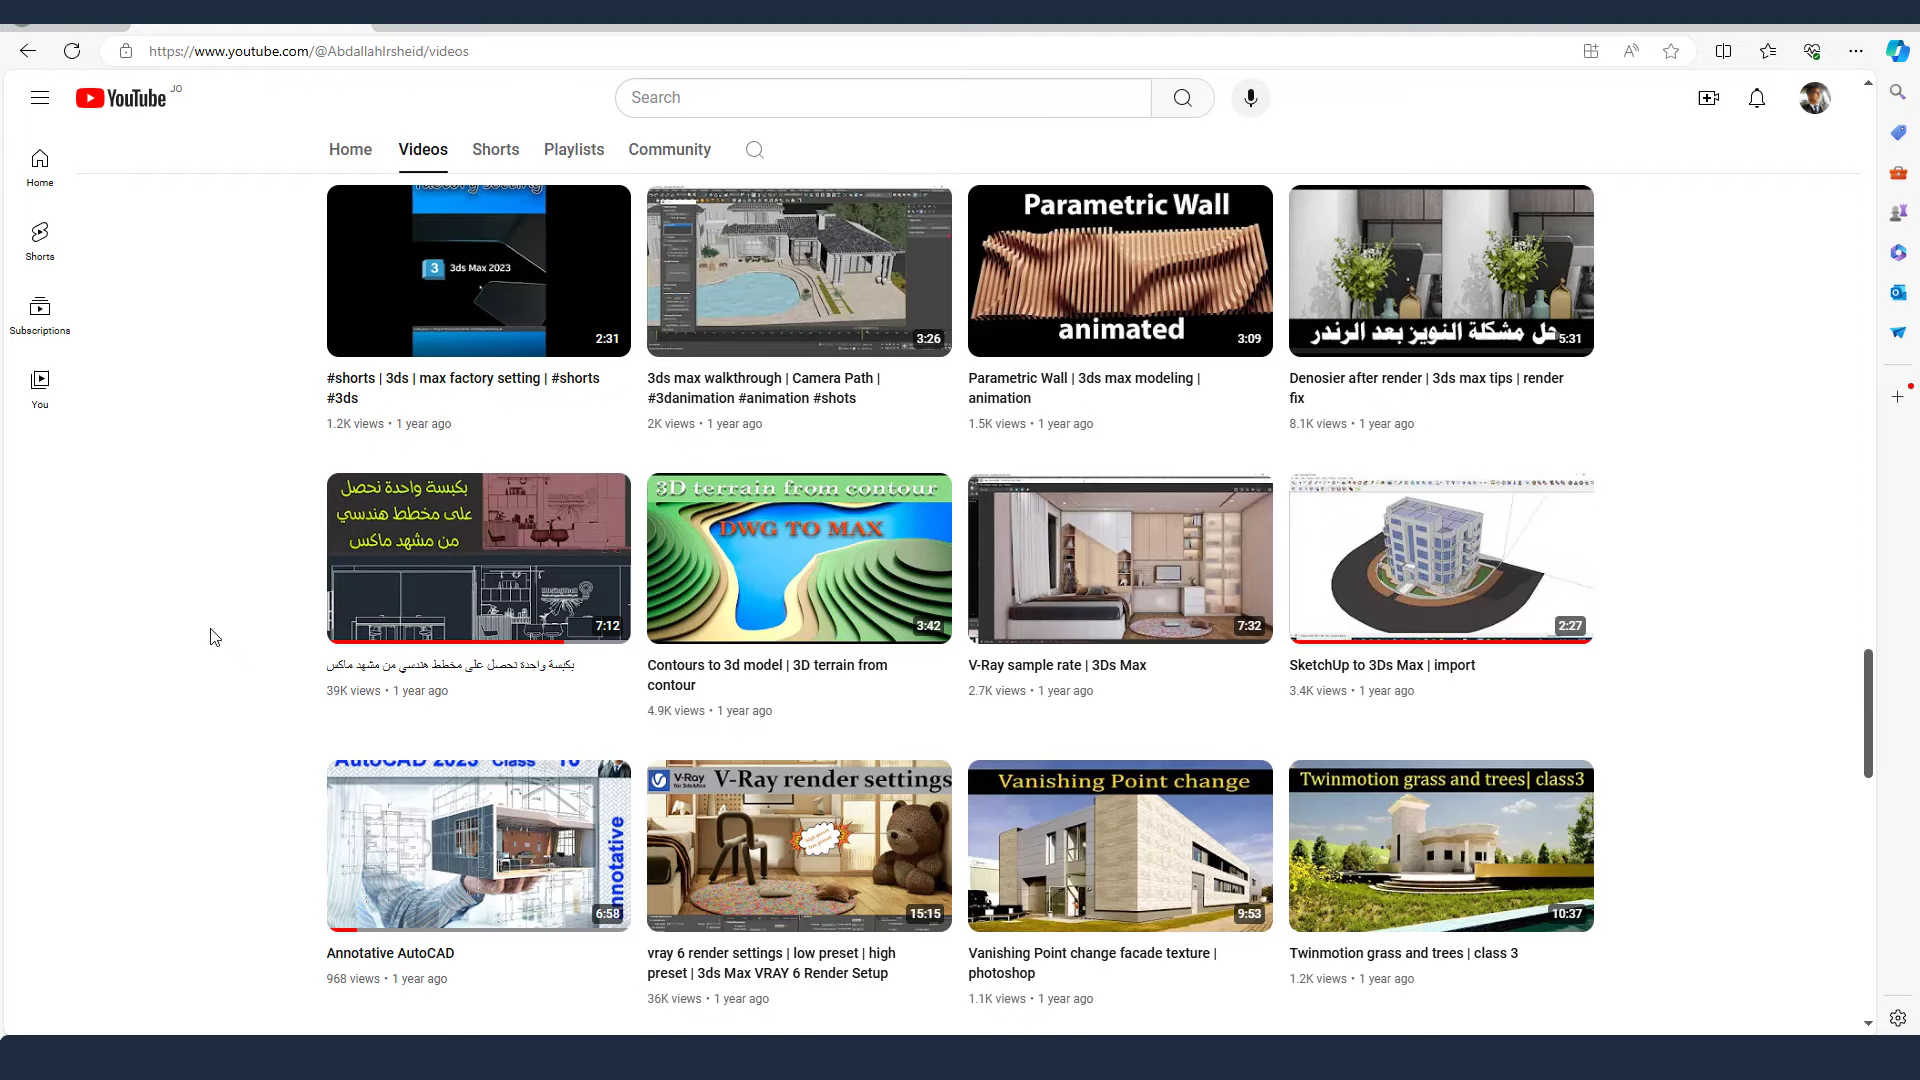 https://www.youtube.com/@AbdallahIrsheid/videos
YouTube JO
Search
Home
Videos
Shorts
Playlists
Community
Home
Shorts
Subscriptions
You
3ds Max 2023
2:31
3:26
Parametric Wall
animated
3:09
حل مشكلة النويز بعد الرندر
5:31
#shorts | 3ds | max factory setting | #shorts
#3ds
1.2K views • 1 year ago
3ds max walkthrough | Camera Path |
#3danimation #animation #shots
2K views • 1 year ago
Parametric Wall | 3ds max modeling |
animation
1.5K views • 1 year ago
Denosier after render | 3ds max tips | render
fix
8.1K views • 1 year ago
بكبسة واحدة نحصل
على مخطط هندسي
من مشهد ماكس
7:12
3D terrain from contour
DWG TO MAX
3:42
7:32
2:27
بكبسة واحدة نحصل على مخطط هندسي من مشهد ماكس
39K views • 1 year ago
Contours to 3d model | 3D terrain from
contour
4.9K views • 1 year ago
V-Ray sample rate | 3Ds Max
2.7K views • 1 year ago
SketchUp to 3Ds Max | import
3.4K views • 1 year ago
AutoCAD 2023 Class 10
nnotative
6:58
V-Ray
for 3ds Max
V-Ray render settings
15:15
Vanishing Point change
9:53
Twinmotion grass and trees| class3
10:37
Annotative AutoCAD
968 views • 1 year ago
vray 6 render settings | low preset | high
preset | 3ds Max VRAY 6 Render Setup
36K views • 1 year ago
Vanishing Point change facade texture |
photoshop
1.1K views • 1 year ago
Twinmotion grass and trees | class 3
1.2K views • 1 year ago